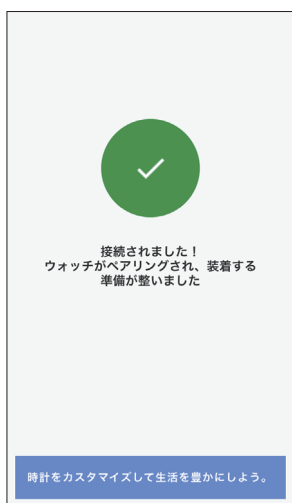 接続されました！
ウォッチがペアリングされ、装着する
準備が整いました
時計をカスタマイズして生活を豊かにしよう。